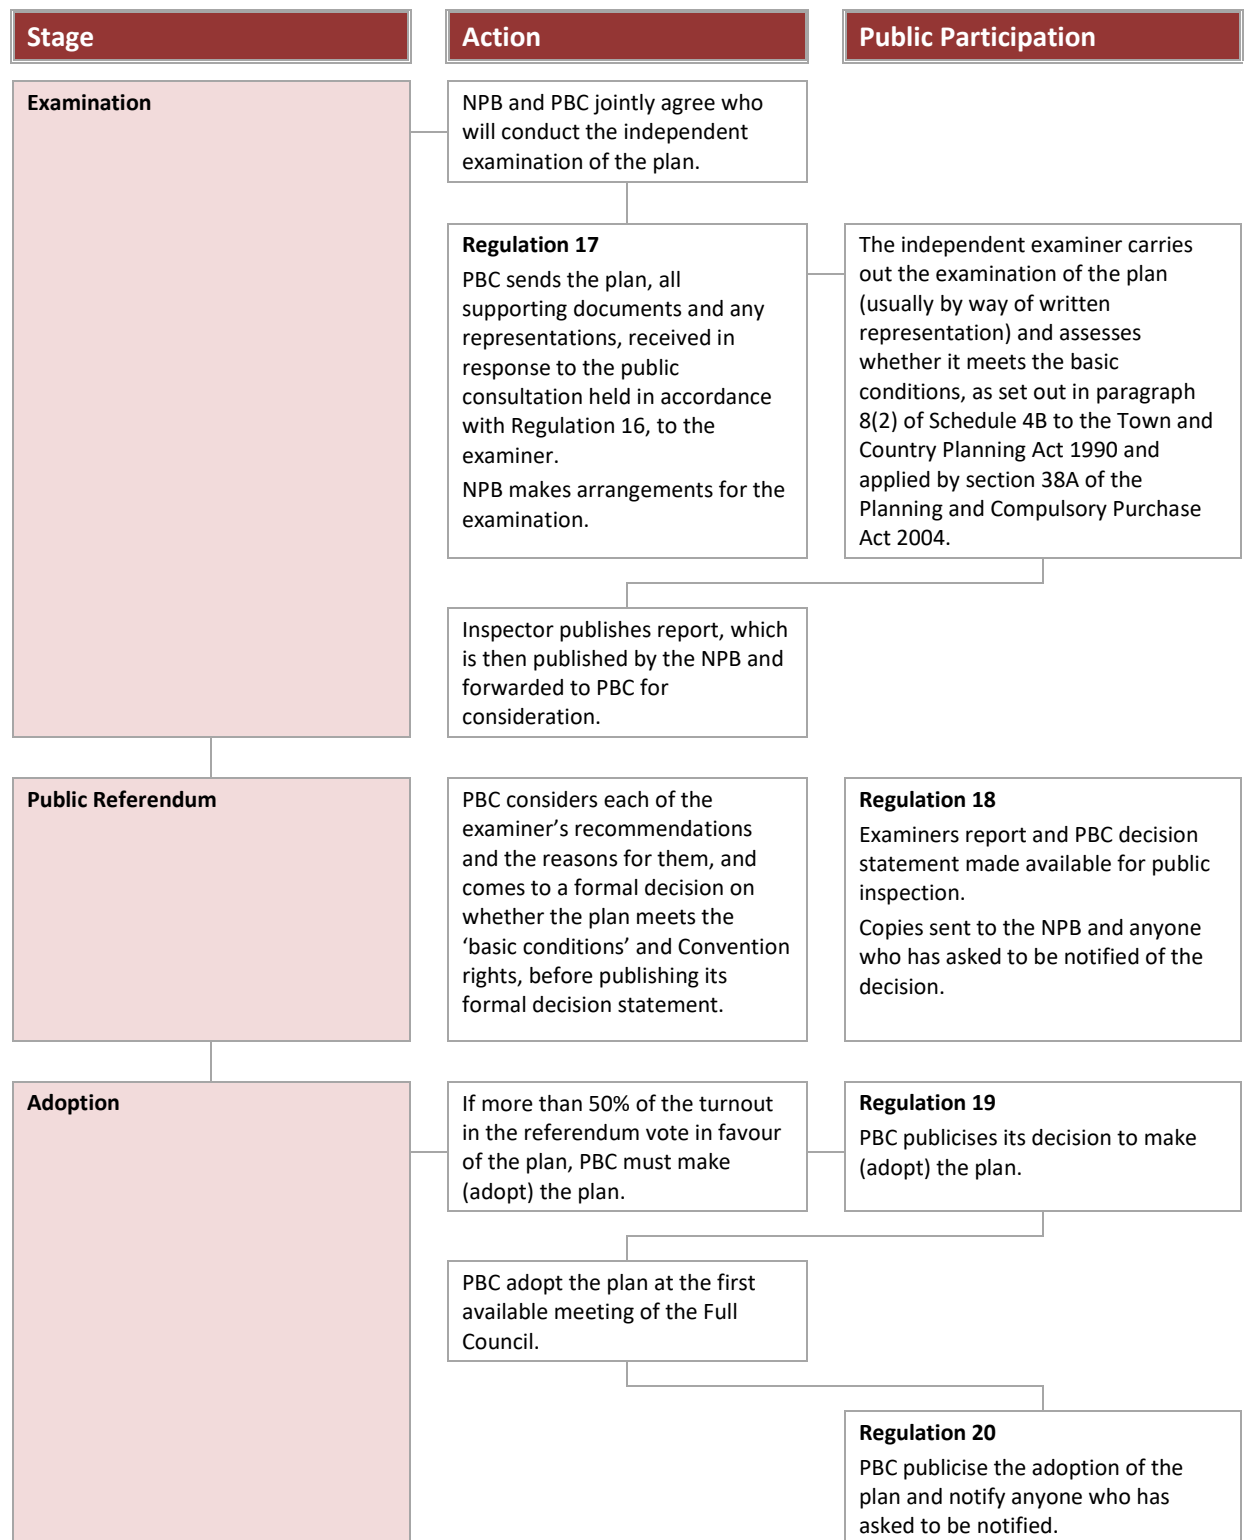 Stage
Action
Public Participation
Examination
NPB and PBC jointly agree who
will conduct the independent
examination of the plan.
Regulation 17
PBC sends the plan, all
supporting documents and any
representations, received in
response to the public
consultation held in accordance
with Regulation 16, to the
examiner.
NPB makes arrangements for the
examination.
The independent examiner carries
out the examination of the plan
(usually by way of written
representation) and assesses
whether it meets the basic
conditions, as set out in paragraph
8(2) of Schedule 4B to the Town and
Country Planning Act 1990 and
applied by section 38A of the
Planning and Compulsory Purchase
Act 2004.
Inspector publishes report, which
is then published by the NPB and
forwarded to PBC for
consideration.
Public Referendum
PBC considers each of the
examiner’s recommendations
and the reasons for them, and
comes to a formal decision on
whether the plan meets the
‘basic conditions’ and Convention
rights, before publishing its
formal decision statement.
Regulation 18
Examiners report and PBC decision
statement made available for public
inspection.
Copies sent to the NPB and anyone
who has asked to be notified of the
decision.
Adoption
If more than 50% of the turnout
in the referendum vote in favour
of the plan, PBC must make
(adopt) the plan.
Regulation 19
PBC publicises its decision to make
(adopt) the plan.
PBC adopt the plan at the first
available meeting of the Full
Council.
Regulation 20
PBC publicise the adoption of the
plan and notify anyone who has
asked to be notified.